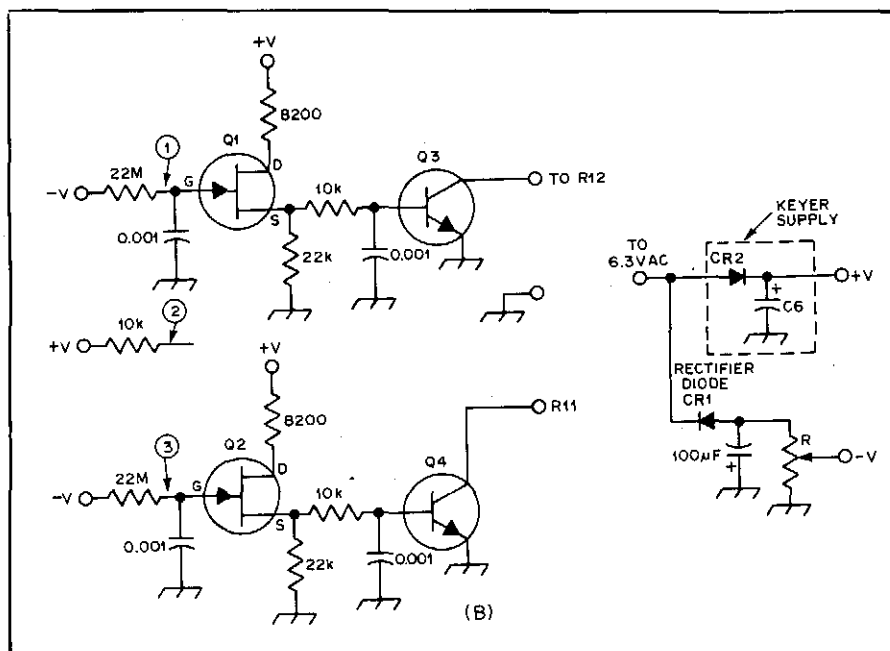 +V
8200
Q1
D
1
22M
G
-V
S
0.001
10k
22k
0.001
Q3
TO R12
2
10k
+V
+V
8200
Q2
D
3
22M
G
-V
S
0.001
10k
22k
0.001
Q4
R11
(B)
KEYER
SUPPLY
TO
6.3VAC
CR2
+
C6
+V
RECTIFIER
DIODE
CR1
100µF
+
R
-V